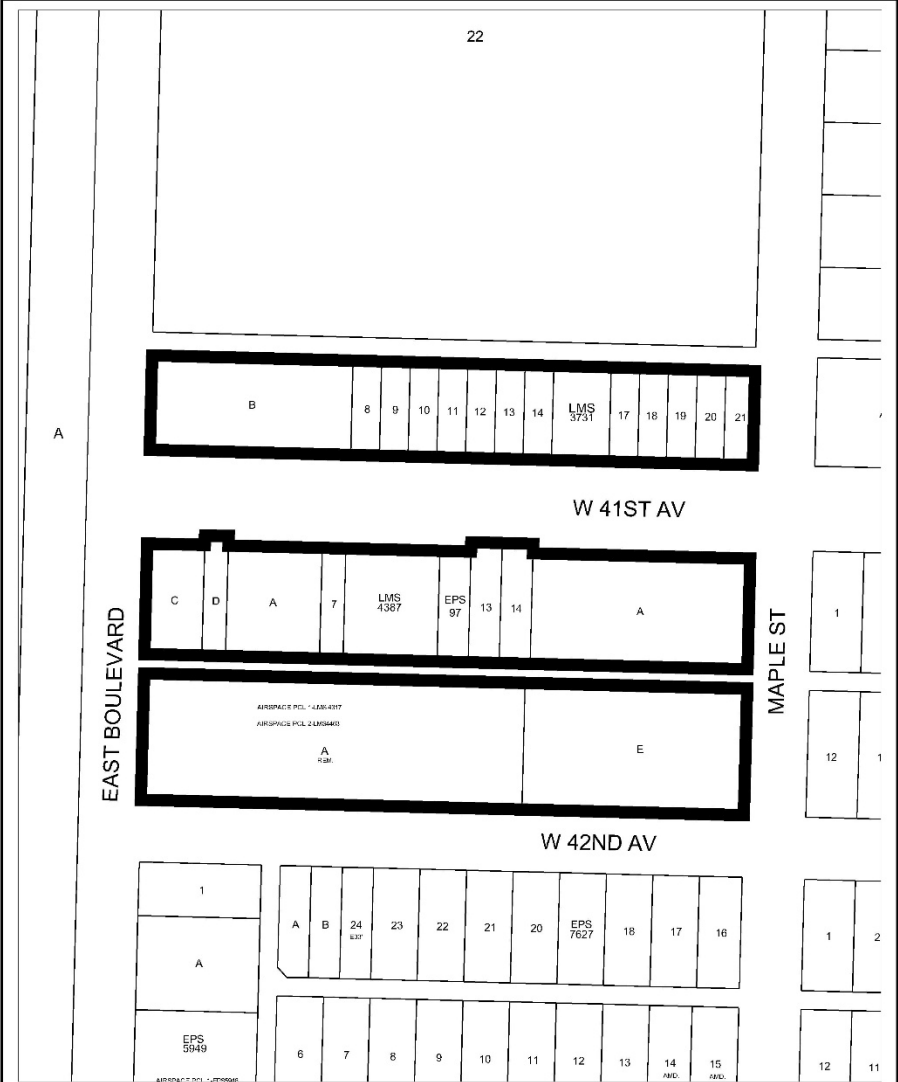 22
A
B
8
9
10
11
12
13
14
LMS
3731
17
18
19
20
21
W 41ST AV
C
D
A
7
LMS
4387
EPS
97
13
14
A
1
EAST BOULEVARD
MAPLE ST
AIRSPACE PCL
AIRSPACE PCL 2
A
REM.
E
12
1
W 42ND AV
1
A
B
24
EXP
23
22
21
20
EPS
7627
18
17
16
1
2
A
EPS
5949
AIRSPACE PCL
6
7
8
9
10
11
12
13
14
AMD.
15
AMD.
12
11